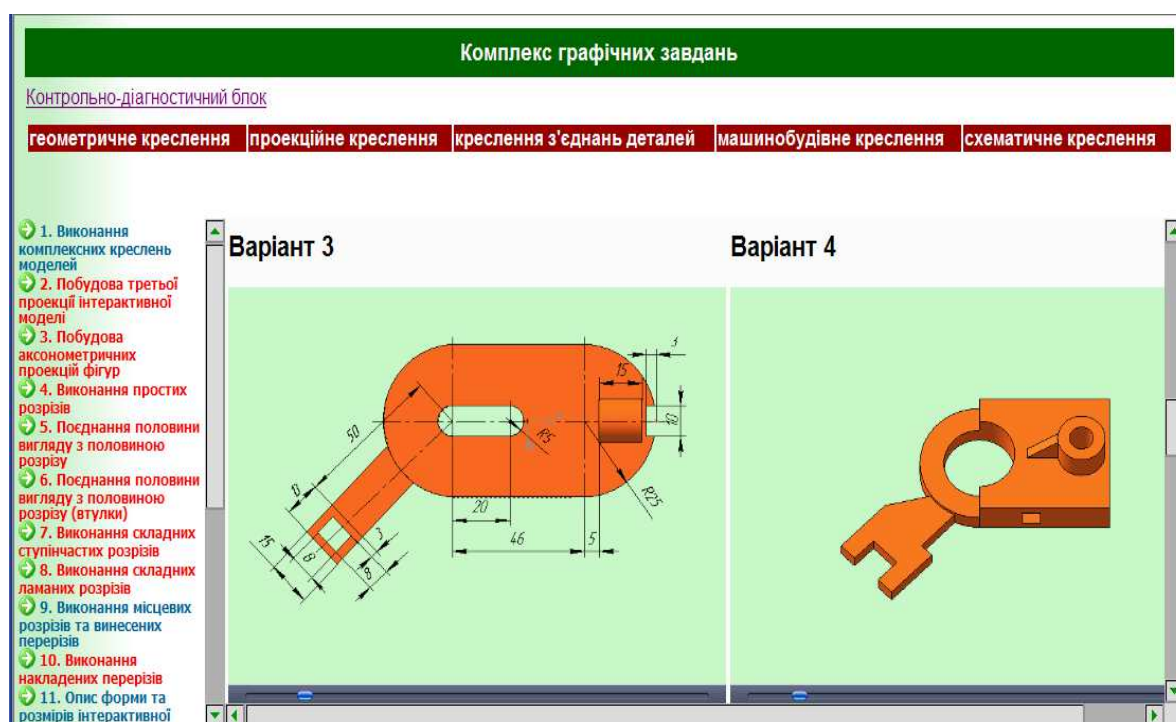 Комплекс графічних завдань
Контрольно-діагностичний блок
геометричне креслення проекційне креслення креслення з'єднань деталей машинобудівне креслення схематичне креслення
1. Виконання
комплексних креслень
моделей
2. Побудова третьої
проекції інтерактивної
моделі
3. Побудова
аксонометричних
проекцій фігур
4. Виконання простих
розрізів
5. Поєднання половини
вигляду з половиною
розрізу
6. Поєднання половини
вигляду з половиною
розрізу (втулки)
7. Виконання складних
ступінчастих розрізів
8. Виконання складних
ламаних розрізів
9. Виконання місцевих
розрізів та винесених
перерізів
10. Виконання
накладених перерізів
11. Опис форми та
розмірів інтерактивної
Варіант 3
3
15
10
50
R5
R25
13
20
46
5
3
15
8
8
Варіант 4